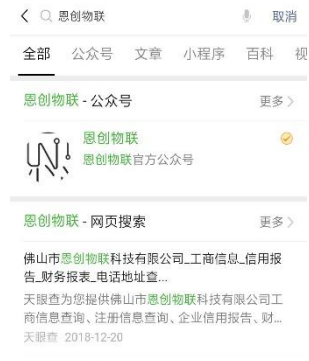 恩创物联 取消
全部 公众号 文章 小程序 百科 视
恩创物联 - 公众号 更多
恩创物联
恩创物联官方公众号
恩创物联 - 网页搜索 更多
佛山市恩创物联科技有限公司_工商信息_信用报
告_财务报表_电话地址查...
天眼查为您提供佛山市恩创物联科技有限公司工
商信息查询、注册信息查询、企业信用报告、财...
天眼查 2018-12-20